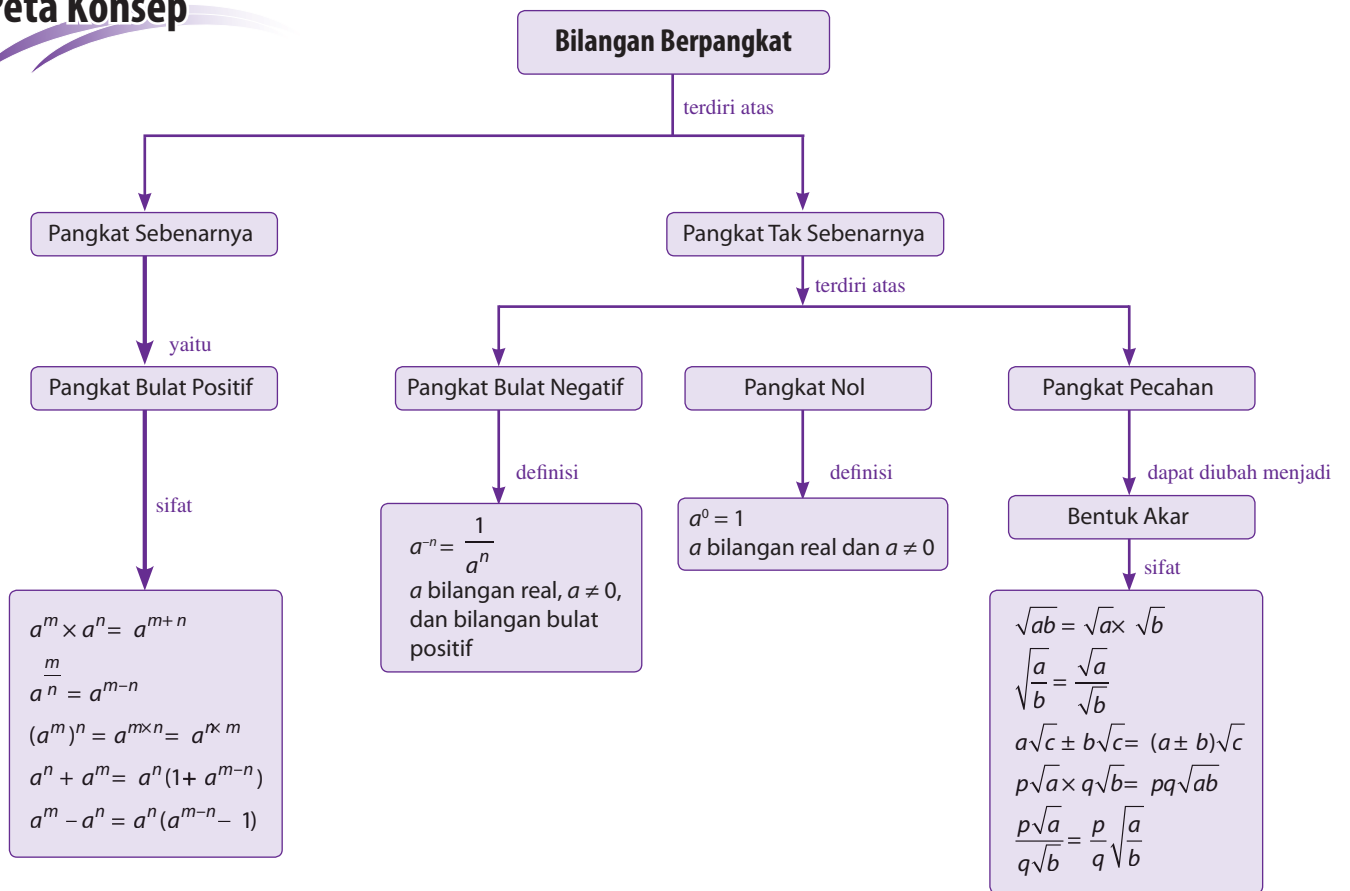 Peta Konsep
Bilangan Berpangkat
terdiri atas
Pangkat Sebenarnya
Pangkat Tak Sebenarnya
terdiri atas
yaitu
Pangkat Bulat Positif
Pangkat Bulat Negatif
Pangkat Nol
Pangkat Pecahan
sifat
definisi
definisi
dapat diubah menjadi
Bentuk Akar
sifat
a^m × a^n = a^{m+n}
a^{m/n} = a^{m–n}
(a^m)^n = a^{m×n} = a^{n×m}
a^n + a^m = a^n(1 + a^{m–n})
a^m – a^n = a^n(a^{m–n} – 1)
a^{–n} = 1/a^n
a bilangan real, a ≠ 0,
dan bilangan bulat
positif
a^0 = 1
a bilangan real dan a ≠ 0
√(ab) = √a × √b
√(a/b) = √a/√b
a√c ± b√c = (a ± b)√c
p√a × q√b = pq√(ab)
p√a/q√b = p/q √(a/b)